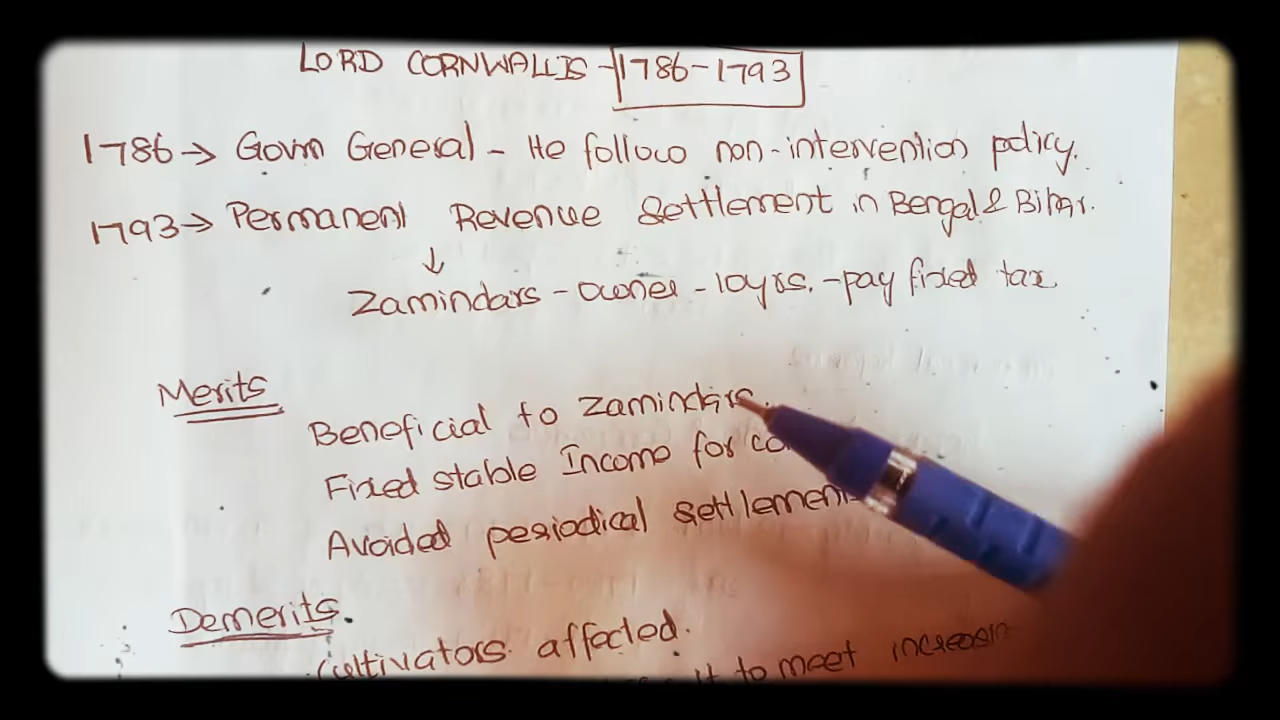 LORD CORNWALLIS - 1786-1793
1786 → Govrn General - He follow non-intervention policy.
1793 → Permanent Revenue Settlement in Bengal & Bihar.
↓
Zamindars - owner - 10yrs. - pay fixed tax
Merits
Beneficial to Zamindars.
Fixed stable Income for
Avoided periodical settlement
Demerits.
Cultivators affected.
it to meet